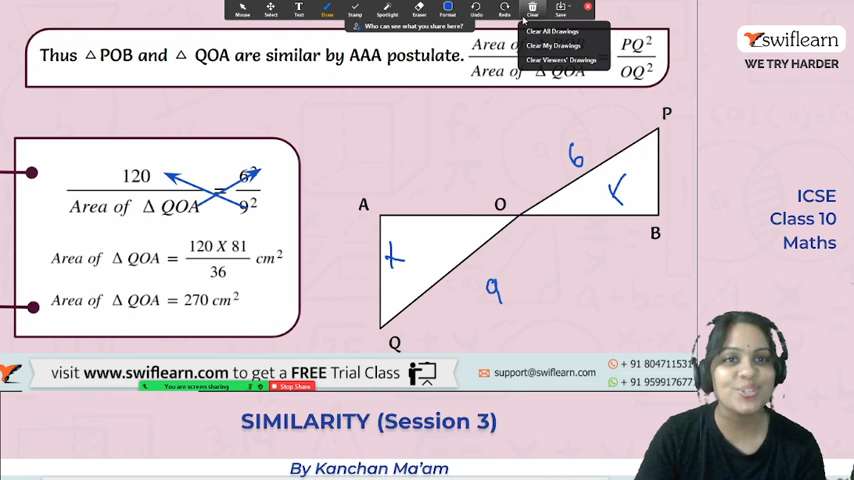 Mouse Select Text Draw Stamp Spotlight Eraser Format Undo Redo Clear Save
Who can see what you share here?
Clear All Drawings
Clear My Drawings
Clear Viewers' Drawings
Thus △ POB and △ QOA are similar by AAA postulate.
Area of
Area of △ QOA = PQ² / OQ²
swiflearn
WE TRY HARDER
120 / Area of △ QOA = 6² / 9²
Area of △ QOA = 120 X 81 / 36 cm²
Area of △ QOA = 270 cm²
P
6
A
O
B
9
Q
ICSE
Class 10
Maths
visit www.swiflearn.com to get a FREE Trial Class
support@swiflearn.com
+ 91 804711531
+ 91 959917677
You are screen sharing
Stop Share
SIMILARITY (Session 3)
By Kanchan Ma'am